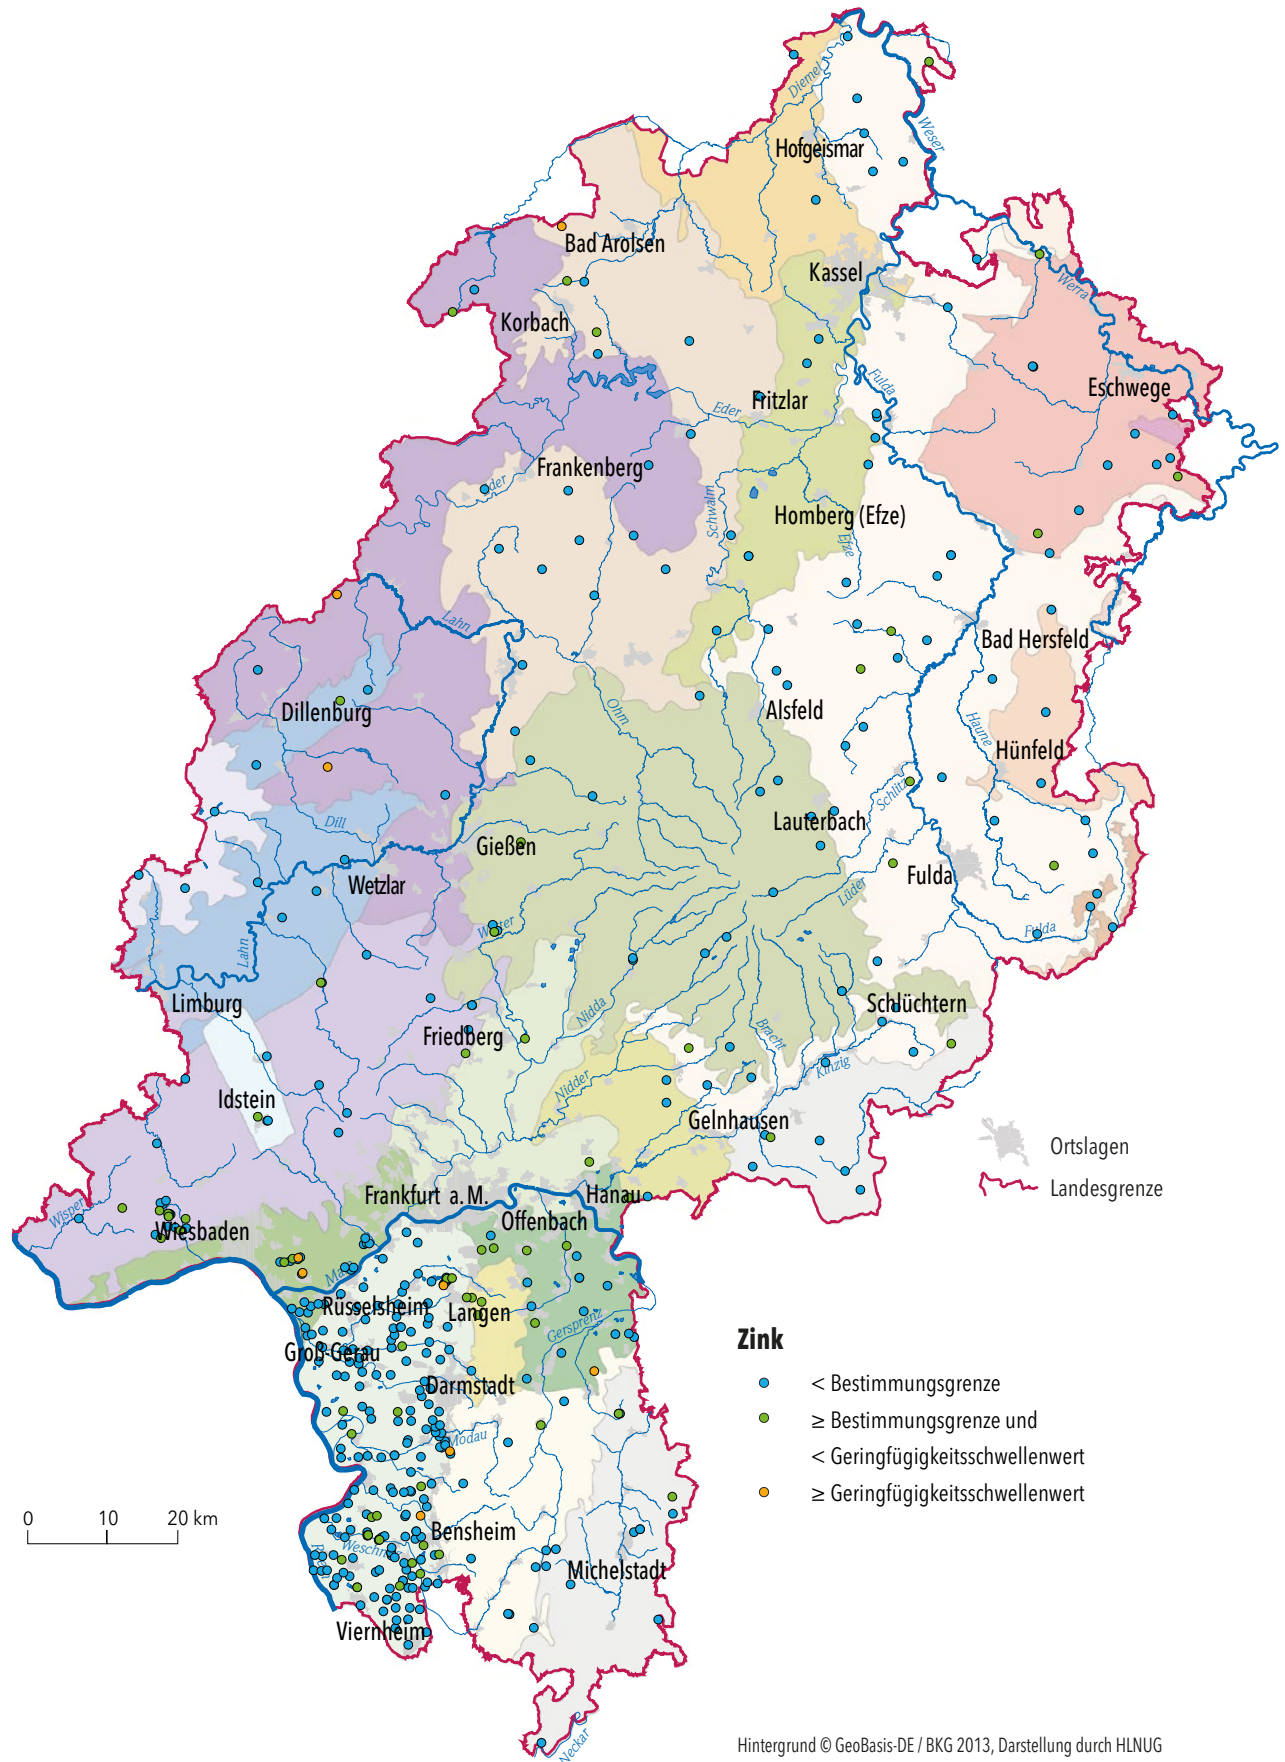 Diemel
Weser
Hofgeismar
Bad Arolsen
Kassel
Werra
Korbach
Eschwege
Fulda
Fritzlar
Eder
Frankenberg
Eder
Schwalm
Homberg (Efze)
Efze
Lahn
Bad Hersfeld
Dillenburg
Ohm
Alsfeld
Haune
Hünfeld
Schlitz
Dill
Lauterbach
Gießen
Wetzlar
Fulda
Lüder
Wetter
Fulda
Lahn
Limburg
Schlüchtern
Nidda
Friedberg
Bracht
Kinzig
Nidder
Idstein
Gelnhausen
Ortslagen
Landesgrenze
Frankfurt a.M.
Hanau
Wisper
Wiesbaden
Offenbach
Main
Rüsselsheim
Langen
Gersprenz
Groß-Gerau
Darmstadt
Modau
Zink
< Bestimmungsgrenze
≥ Bestimmungsgrenze und
< Geringfügigkeitsschwellenwert
≥ Geringfügigkeitsschwellenwert
0 10 20 km
Bensheim
Weschnitz
Rhein
Michelstadt
Viernheim
Neckar
Hintergrund © GeoBasis-DE / BKG 2013, Darstellung durch HLNUG